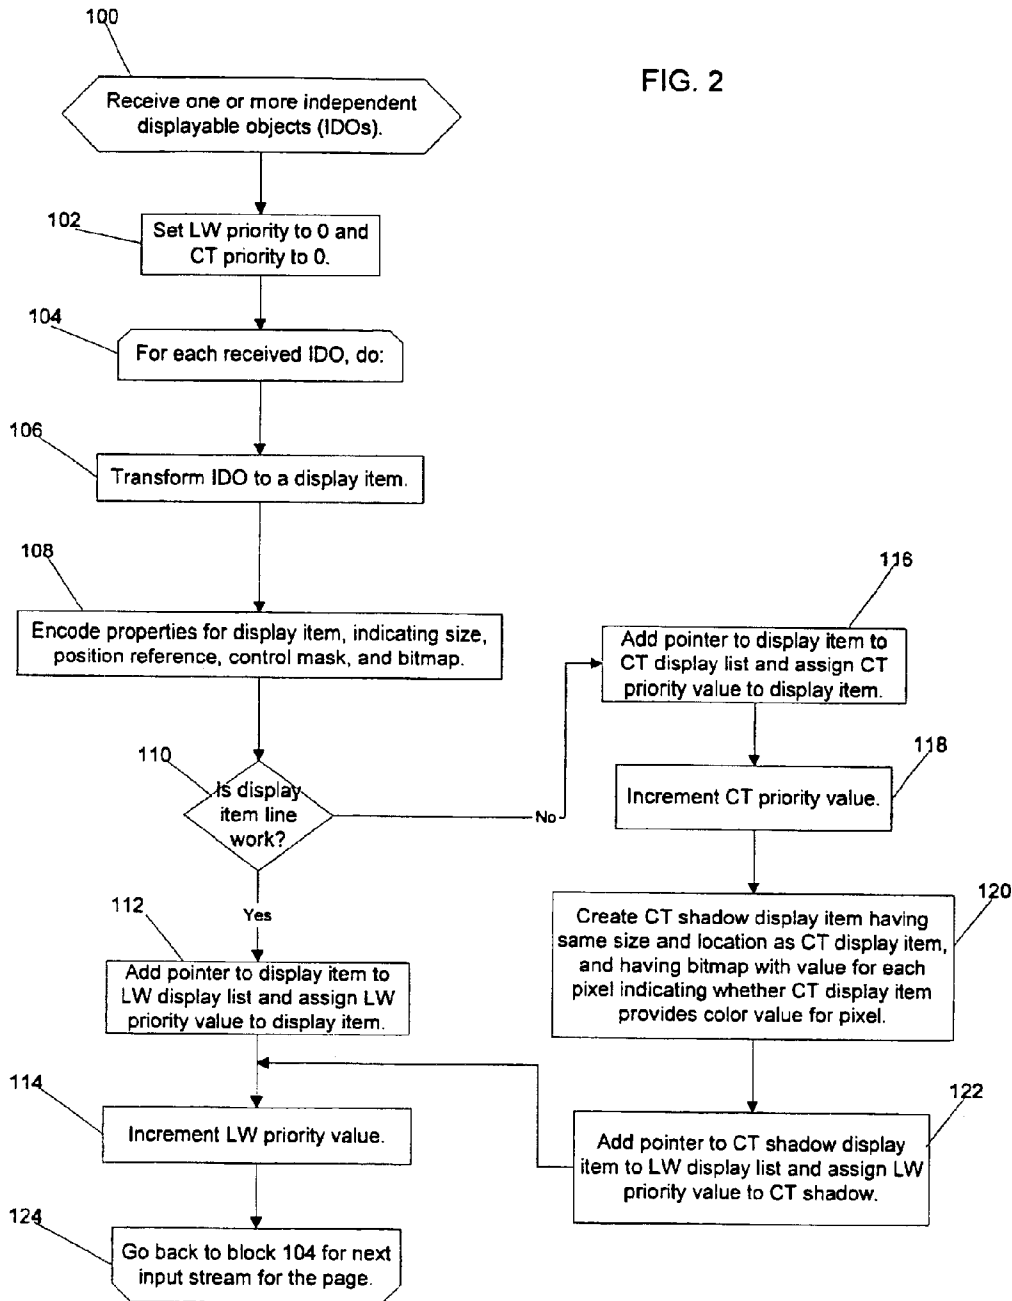 100
FIG. 2
Receive one or more independent
displayable objects (IDOs).
102
Set LW priority to 0 and
CT priority to 0.
104
For each received IDO, do:
106
Transform IDO to a display item.
108
Encode properties for display item, indicating size,
position reference, control mask, and bitmap.
110
Is display
item line
work?
No
Yes
112
Add pointer to display item to
LW display list and assign LW
priority value to display item.
114
Increment LW priority value.
124
Go back to block 104 for next
input stream for the page.
116
Add pointer to display item to
CT display list and assign CT
priority value to display item.
118
Increment CT priority value.
120
Create CT shadow display item having
same size and location as CT display item,
and having bitmap with value for each
pixel indicating whether CT display item
provides color value for pixel.
122
Add pointer to CT shadow display
item to LW display list and assign LW
priority value to CT shadow.